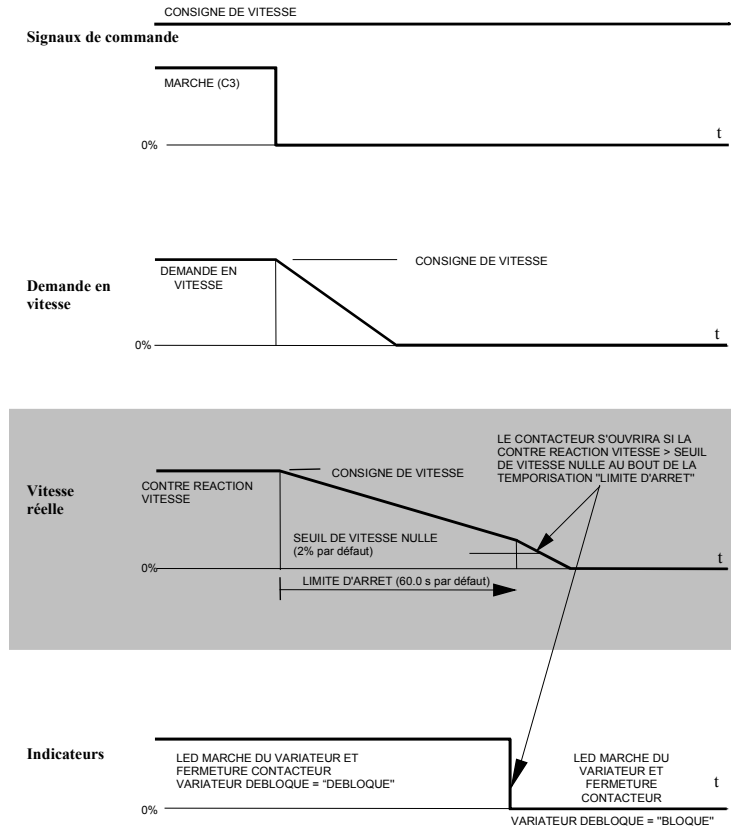 CONSIGNE DE VITESSE
Signaux de commande
MARCHE (C3)
t
0%
DEMANDE EN
VITESSE
CONSIGNE DE VITESSE
Demande en
vitesse
t
0%
LE CONTACTEUR S'OUVRIRA SI LA
CONTRE REACTION VITESSE > SEUIL
DE VITESSE NULLE AU BOUT DE LA
TEMPORISATION "LIMITE D'ARRET"
CONSIGNE DE VITESSE
Vitesse
réelle
CONTRE REACTION
VITESSE
SEUIL DE VITESSE NULLE
(2% par défaut)
t
0%
LIMITE D'ARRET (60.0 s par défaut)
Indicateurs
LED MARCHE DU VARIATEUR ET
FERMETURE CONTACTEUR
VARIATEUR DEBLOQUE = "DEBLOQUE"
LED MARCHE DU
VARIATEUR ET
FERMETURE
CONTACTEUR
t
0%
VARIATEUR DEBLOQUE = "BLOQUE"